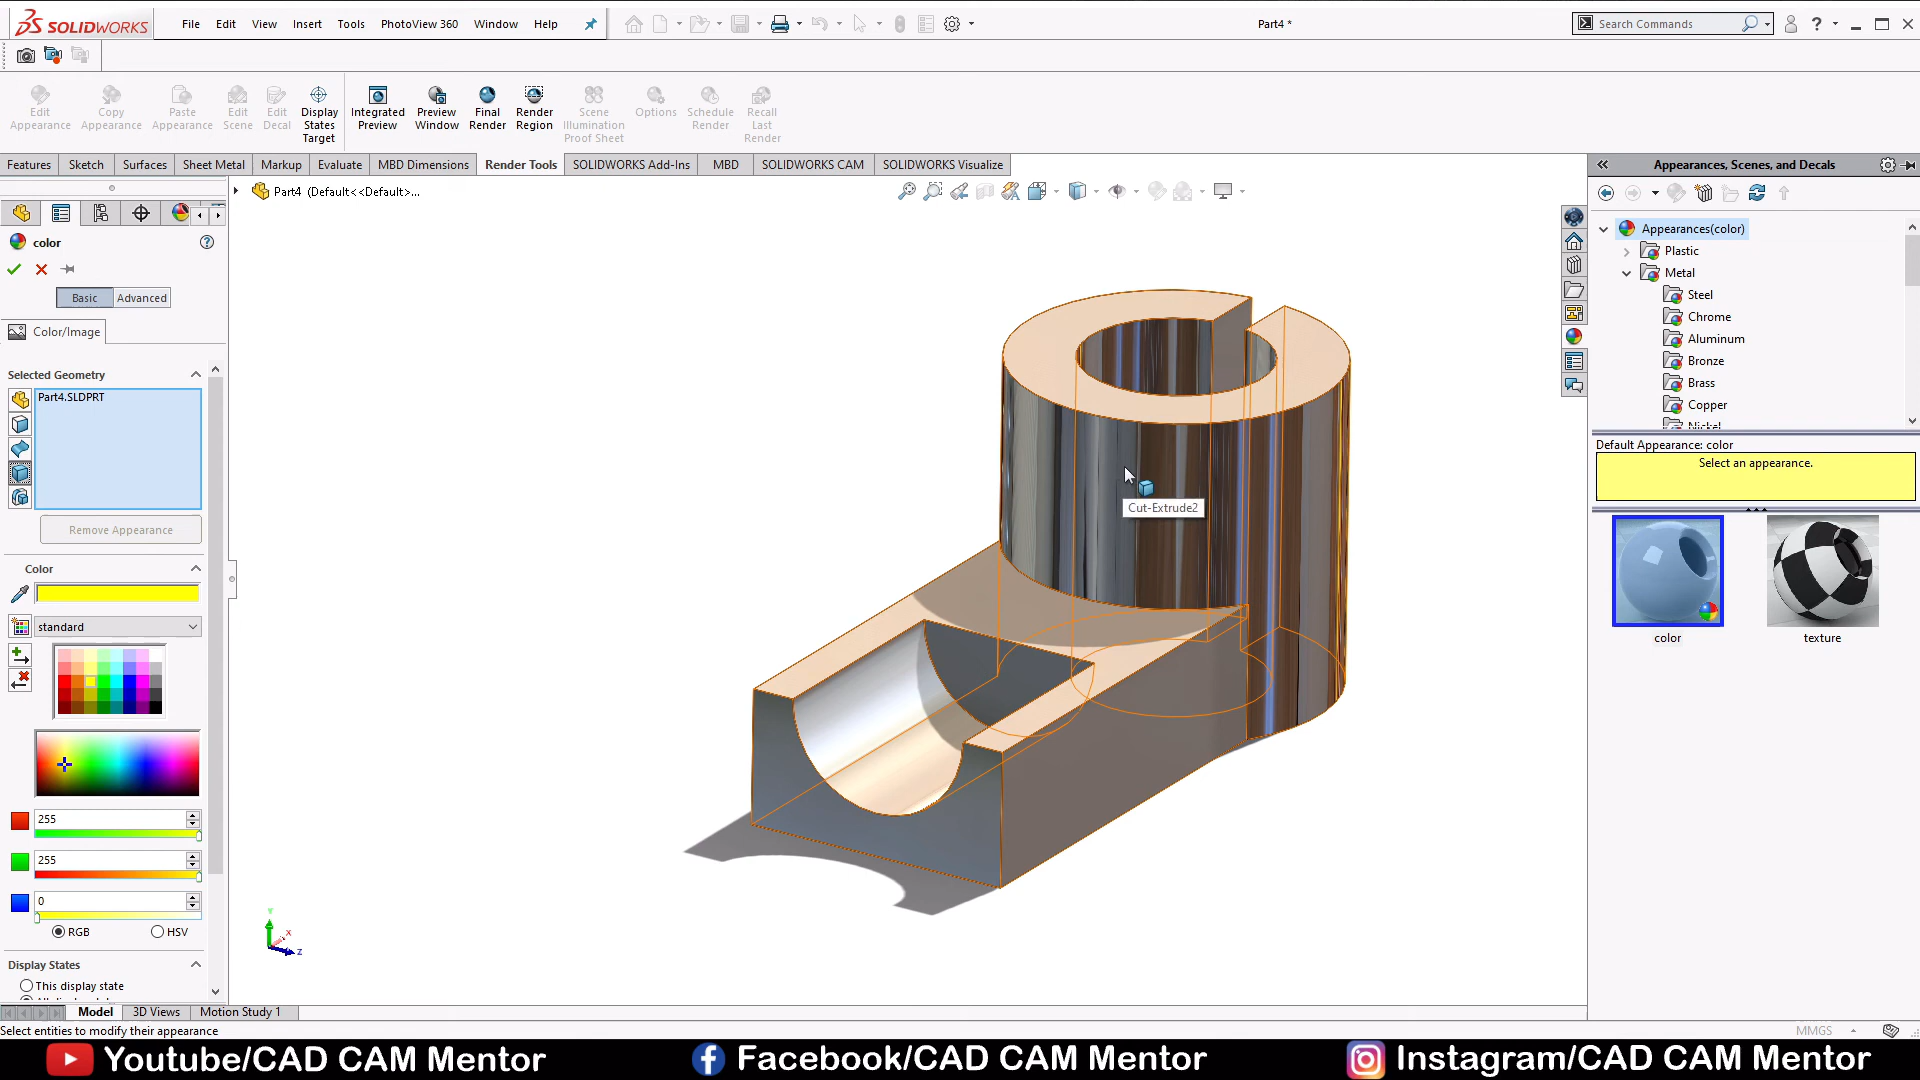 SOLIDWORKS File Edit View Insert Tools PhotoView 360 Window Help Part4 * Search Commands
Edit Appearance Copy Appearance Paste Appearance Edit Scene Edit Decal Display States Target Integrated Preview Preview Window Final Render Render Region Scene Illumination Proof Sheet Options Schedule Render Recall Last Render
Features Sketch Surfaces Sheet Metal Markup Evaluate MBD Dimensions Render Tools SOLIDWORKS Add-Ins MBD SOLIDWORKS CAM SOLIDWORKS Visualize
Appearances, Scenes, and Decals
Part4 (Default<<Default>...
color
Basic Advanced
Color/Image
Selected Geometry
Part4.SLDPRT
Remove Appearance
Color
standard
255
255
0
RGB HSV
Display States
This display state
Cut-Extrude2
Y
X
Z
Appearances(color)
Plastic
Metal
Steel
Chrome
Aluminum
Bronze
Brass
Copper
Nickel
Default Appearance: color
Select an appearance.
color texture
Model 3D Views Motion Study 1
Select entities to modify their appearance MMGS
Youtube/CAD CAM Mentor Facebook/CAD CAM Mentor Instagram/CAD CAM Mentor